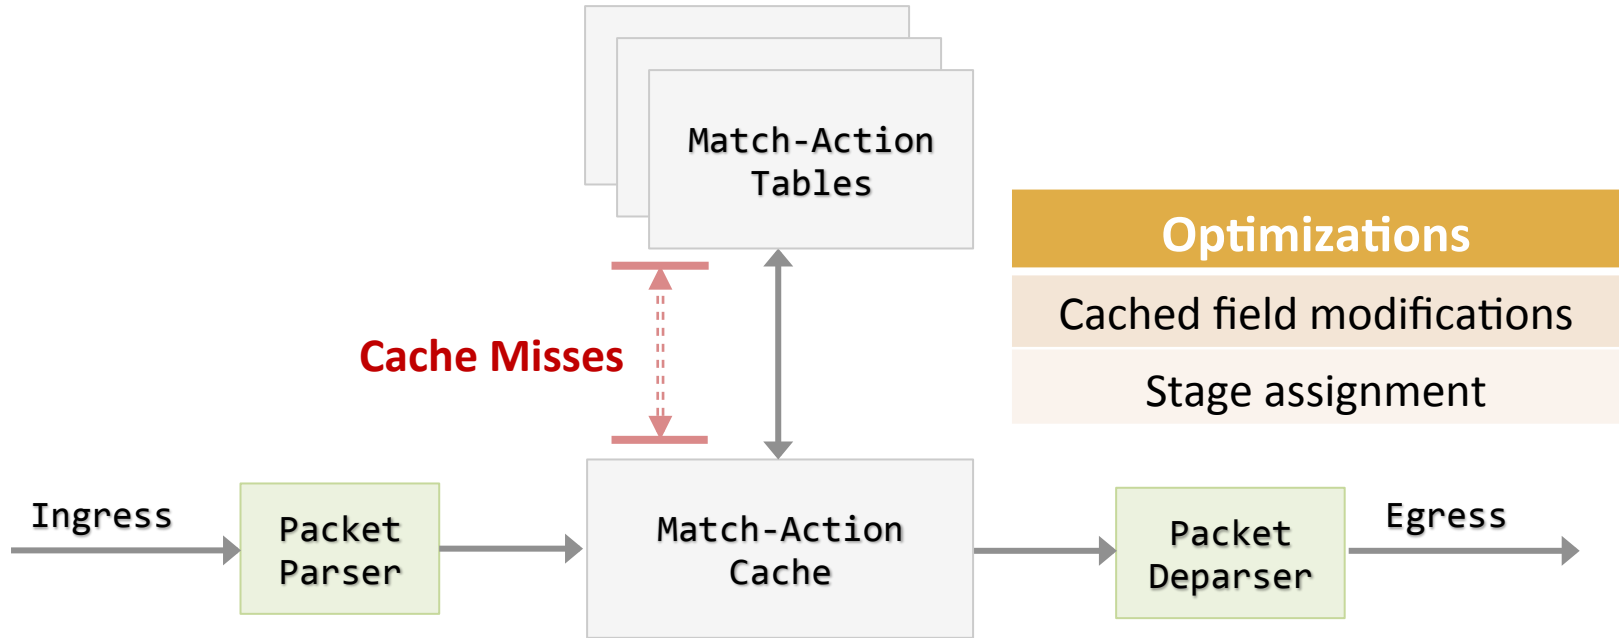 Match-Action
Tables
Optimizations
Cached field modifications
Stage assignment
Cache Misses
Ingress
Packet
Parser
Match-Action
Cache
Packet
Deparser
Egress